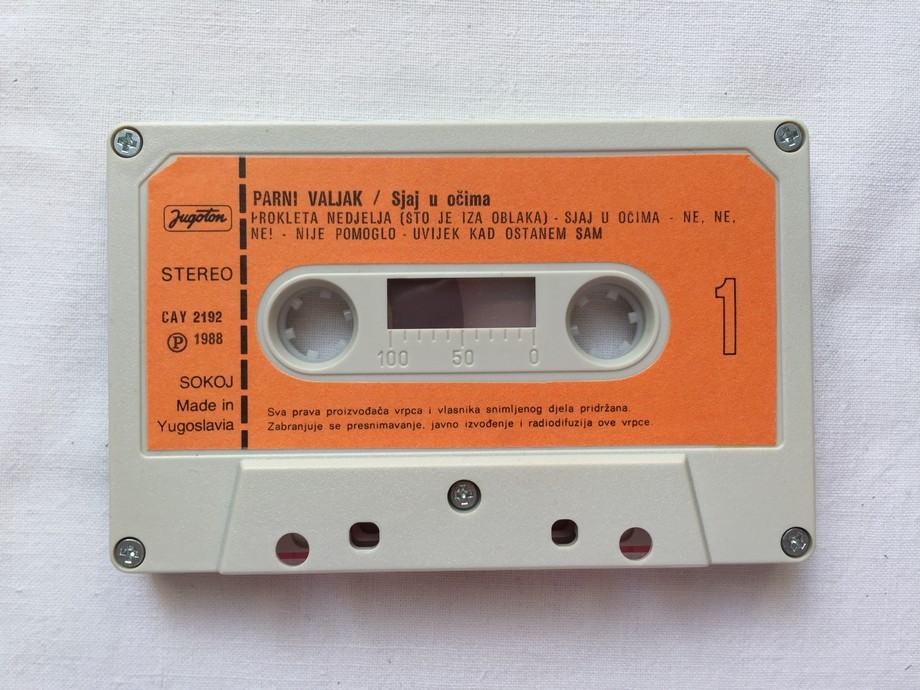 PARNI VALJAK / Sjaj u očima
PROKLETA NEDJELJA (ŠTO JE IZA OBLAKA) - SJAJ U OČIMA - NE, NE,
NE! - NIJE POMOGLO - UVIJEK KAD OSTANEM SAM
Jugoton
STEREO
CAY 2192
Ⓟ 1988
SOKOJ
Made in
Yugoslavia
1
100 50 0
Sva prava proizvođača vrpca i vlasnika snimljenog djela pridržana.
Zabranjuje se presnimavanje, javno izvođenje i radiodifuzija ove vrpce.